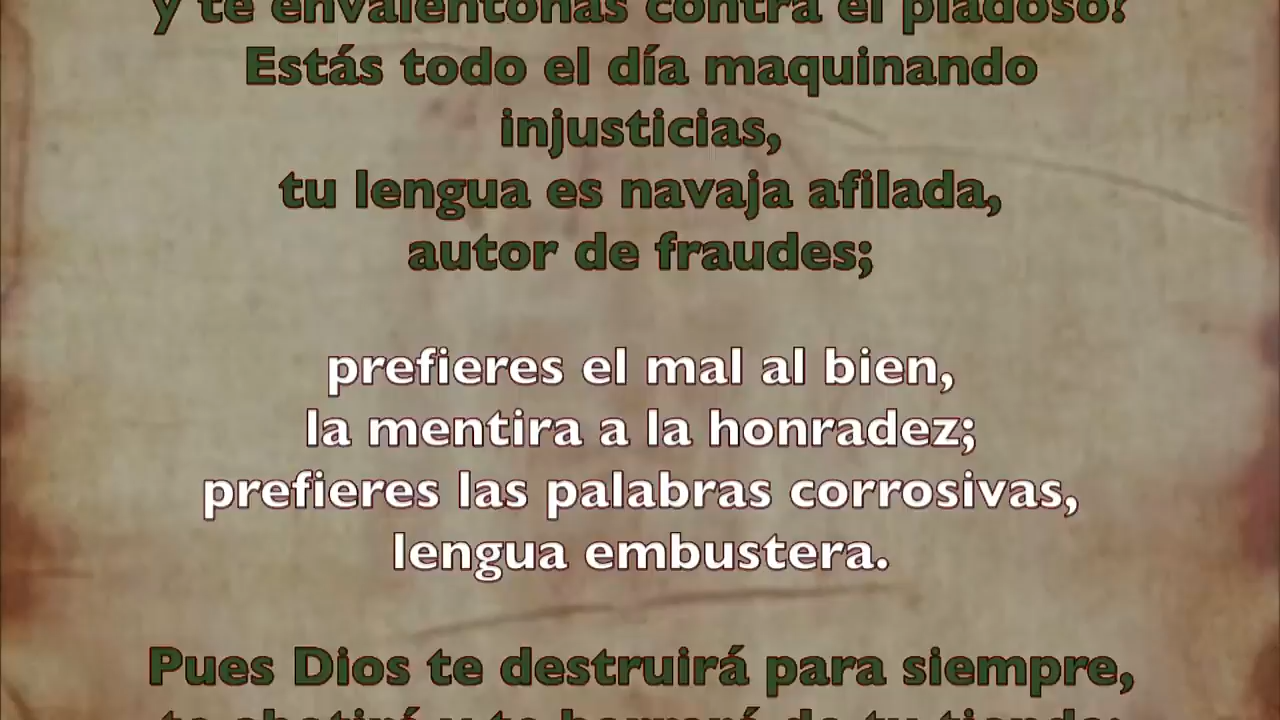 y te envalentonas contra el piadoso?
Estás todo el día maquinando
injusticias,
tu lengua es navaja afilada,
autor de fraudes;
prefieres el mal al bien,
la mentira a la honradez;
prefieres las palabras corrosivas,
lengua embustera.
Pues Dios te destruirá para siempre,
te abatirá y te barrerá de tu tienda;